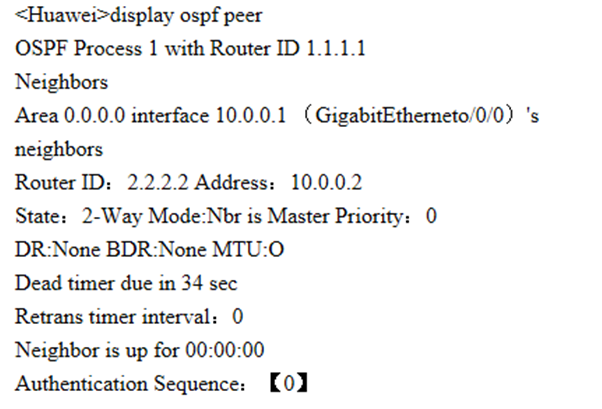 <Huawei>display ospf peer
OSPF Process 1 with Router ID 1.1.1.1
Neighbors
Area 0.0.0.0 interface 10.0.0.1 （GigabitEtherneto/0/0）'s
neighbors
Router ID：2.2.2.2 Address：10.0.0.2
State：2-Way Mode:Nbr is Master Priority：0
DR:None BDR:None MTU:O
Dead timer due in 34 sec
Retrans timer interval：0
Neighbor is up for 00:00:00
Authentication Sequence：【0】